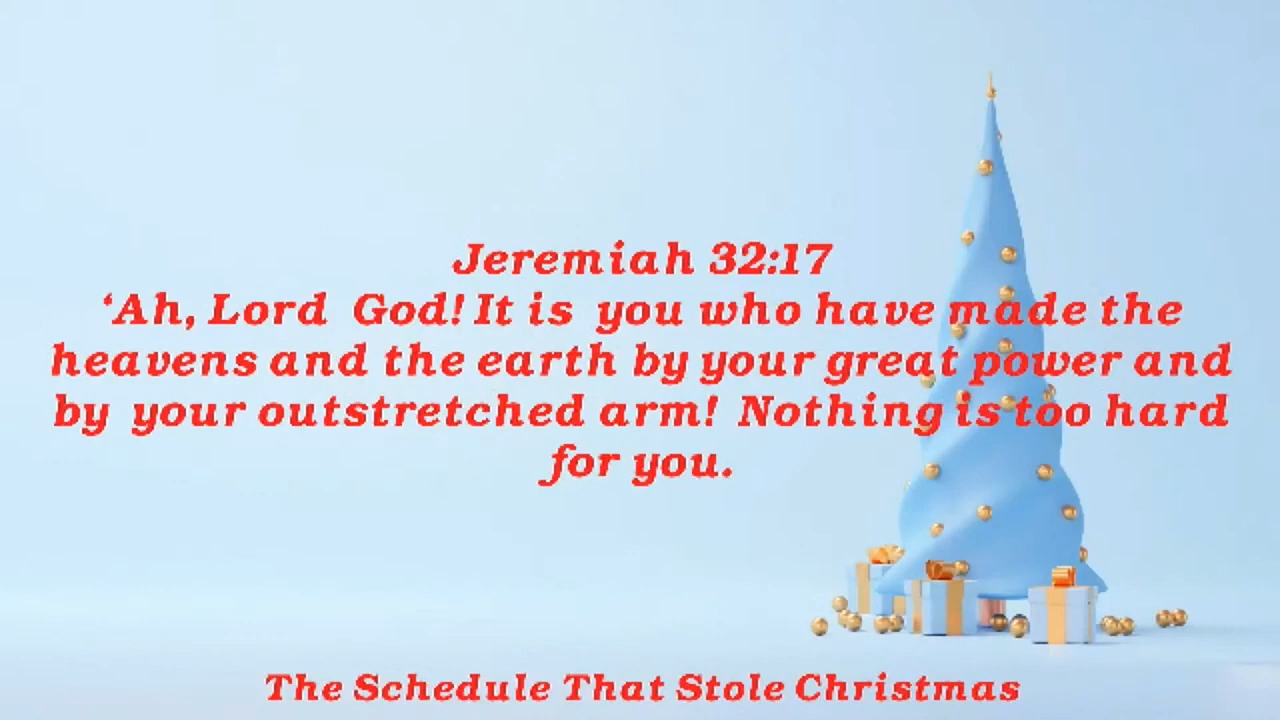 Jeremiah 32:17
‘Ah, Lord God! It is you who have made the
heavens and the earth by your great power and
by your outstretched arm! Nothing is too hard
for you.
The Schedule That Stole Christmas